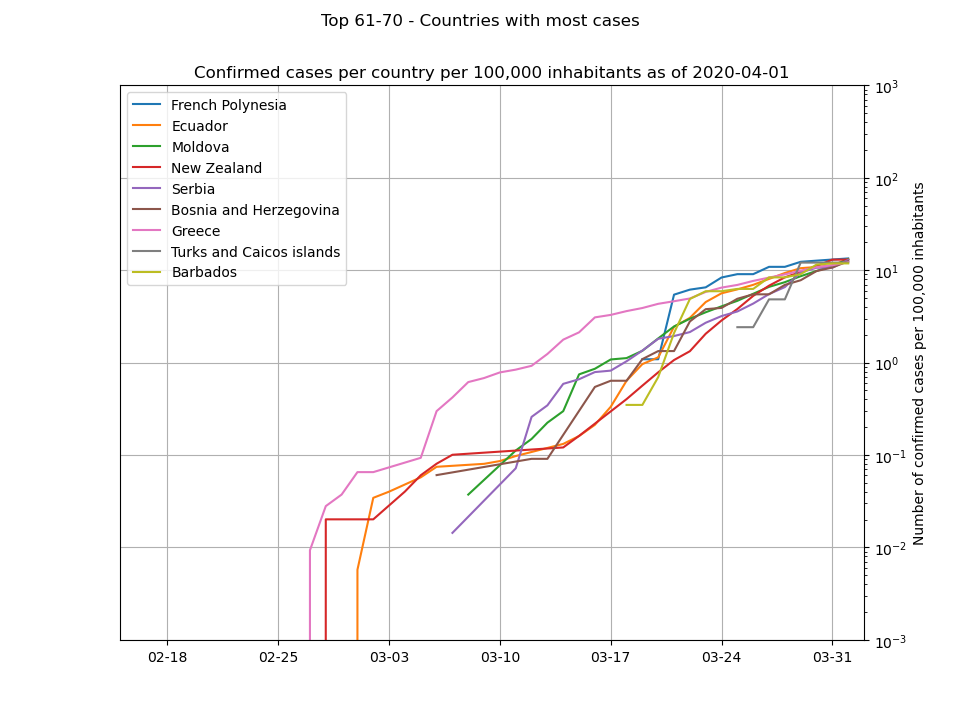 Top 61-70 - Countries with most cases
Confirmed cases per country per 100,000 inhabitants as of 2020-04-01
French Polynesia
Ecuador
Moldova
New Zealand
Serbia
Bosnia and Herzegovina
Greece
Turks and Caicos islands
Barbados
10³
10²
10¹
10⁰
10⁻¹
10⁻²
10⁻³
Number of confirmed cases per 100,000 inhabitants
02-18 02-25 03-03 03-10 03-17 03-24 03-31